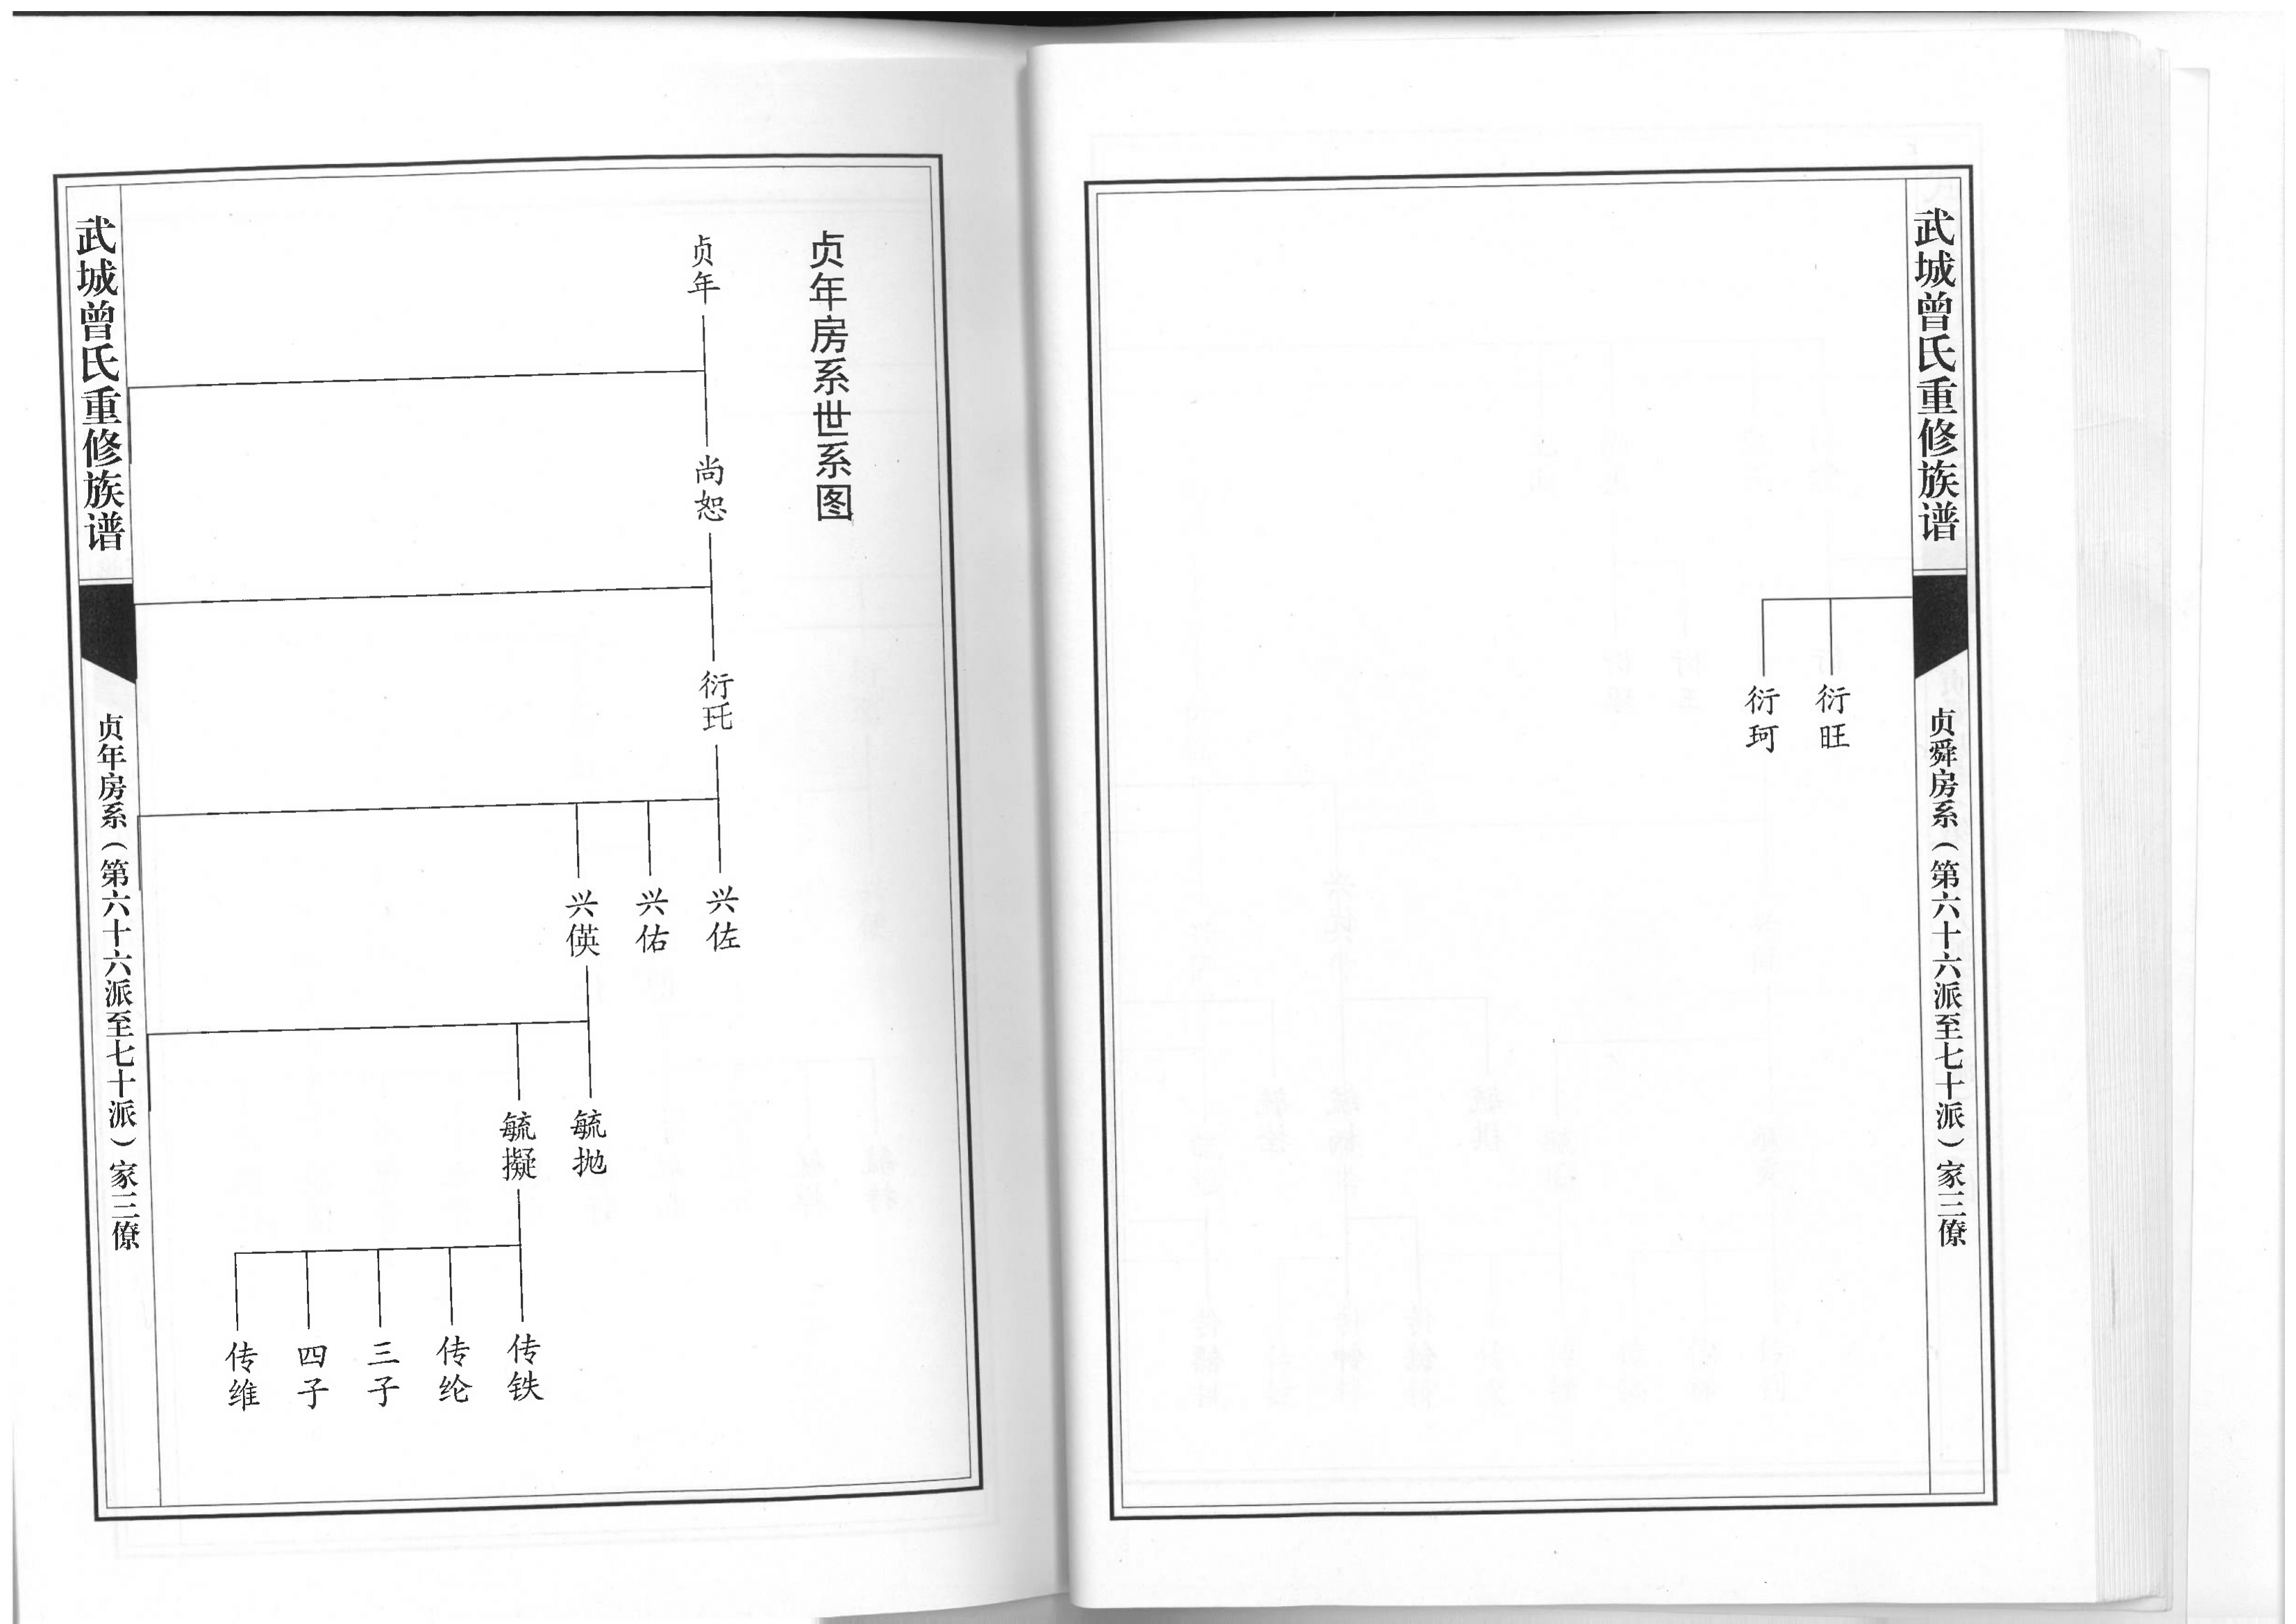 武城曾氏重修族谱
贞舜房系（第六十六派至七十派）家三僚
衍旺
衍珂
贞年房系世系图
贞年
尚恕
衍玭
兴佐
兴佑
兴偀
毓抛
毓擬
传铁
传纶
三子
四子
传维
武城曾氏重修族谱
贞年房系（第六十六派至七十派）家三僚